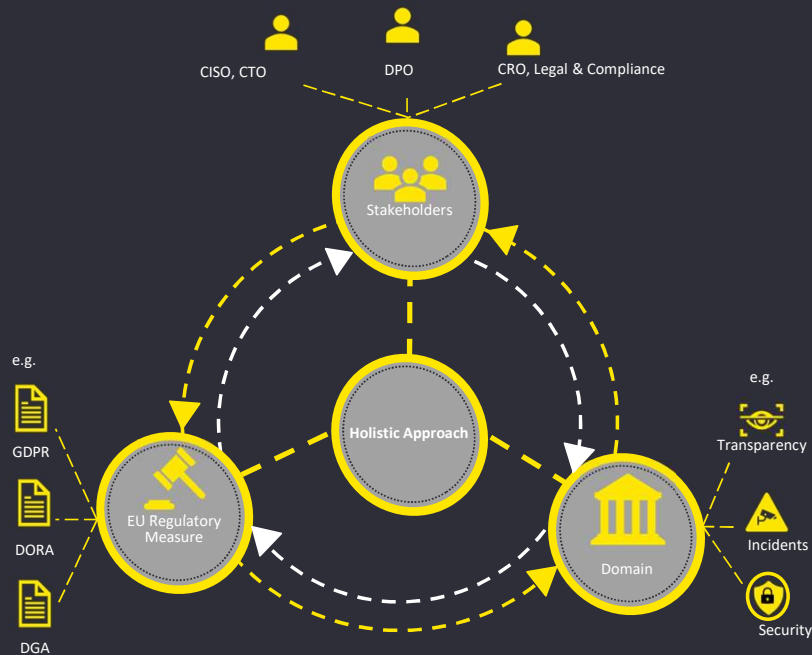 CISO, CTO
DPO
CRO, Legal & Compliance
Stakeholders
e.g.
GDPR
DORA
DGA
EU Regulatory
Measure
Holistic Approach
Domain
e.g.
Transparency
Incidents
Security